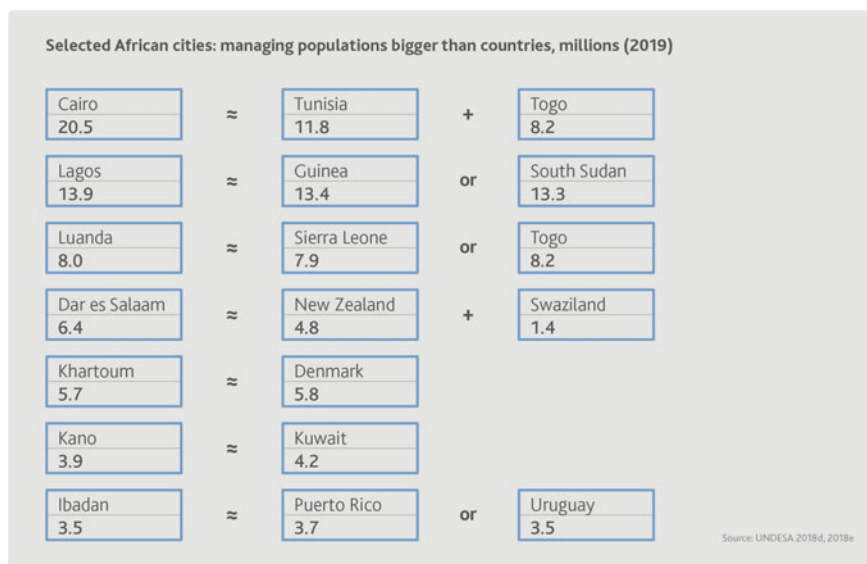 Selected African cities: managing populations bigger than countries, millions (2019)
Cairo ≈ Tunisia + Togo
20.5 11.8 8.2
Lagos ≈ Guinea or South Sudan
13.9 13.4 13.3
Luanda ≈ Sierra Leone or Togo
8.0 7.9 8.2
Dar es Salaam ≈ New Zealand + Swaziland
6.4 4.8 1.4
Khartoum ≈ Denmark
5.7 5.8
Kano ≈ Kuwait
3.9 4.2
Ibadan ≈ Puerto Rico or Uruguay
3.5 3.7 3.5
Source: UNDESA 2018d, 2018e